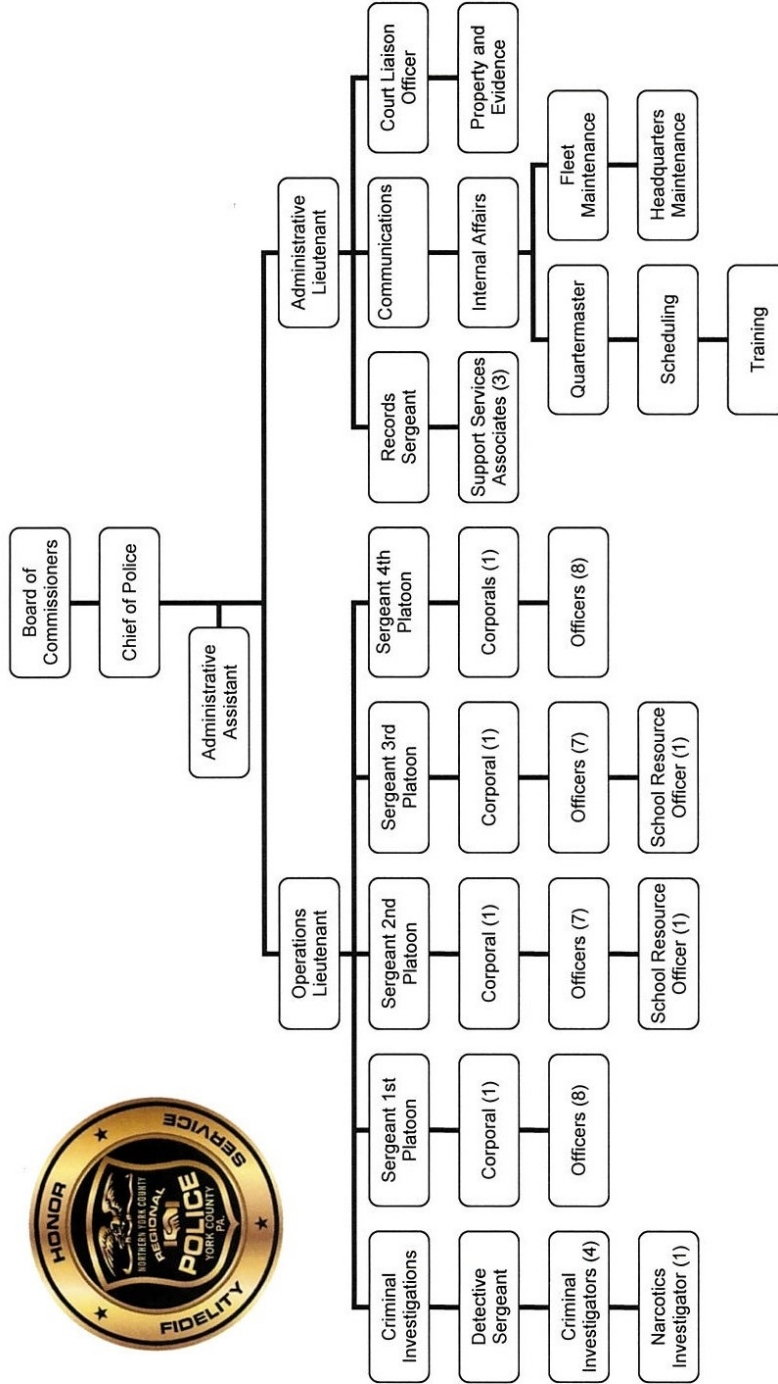 HONOR
SERVICE
FIDELITY
NORTHERN YORK COUNTY
REGIONAL
POLICE
YORK COUNTY
PA.
Board of
Commissioners
Chief of Police
Administrative
Assistant
Operations
Lieutenant
Administrative
Lieutenant
Criminal
Investigations
Detective
Sergeant
Criminal
Investigators (4)
Narcotics
Investigator (1)
Sergeant 1st
Platoon
Corporal (1)
Officers (8)
Sergeant 2nd
Platoon
Corporal (1)
Officers (7)
School Resource
Officer (1)
Sergeant 3rd
Platoon
Corporal (1)
Officers (7)
School Resource
Officer (1)
Sergeant 4th
Platoon
Corporals (1)
Officers (8)
Records
Sergeant
Support Services
Associates (3)
Communications
Internal Affairs
Quartermaster
Scheduling
Training
Fleet
Maintenance
Headquarters
Maintenance
Court Liaison
Officer
Property and
Evidence